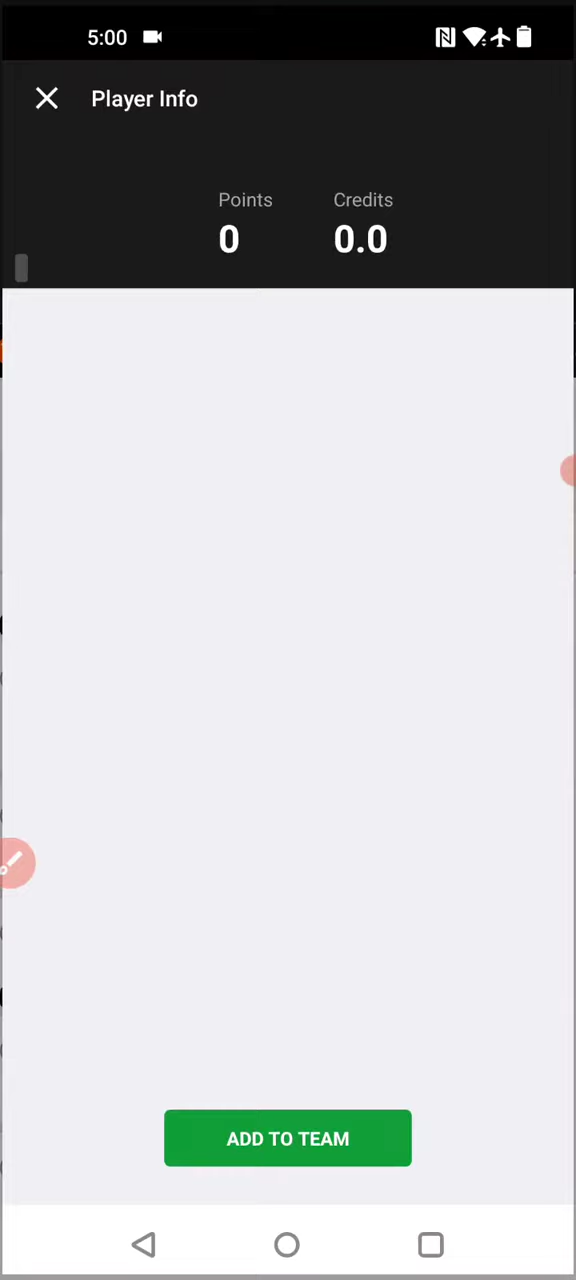 5:00
Player Info
Points
Credits
0
0.0
ADD TO TEAM